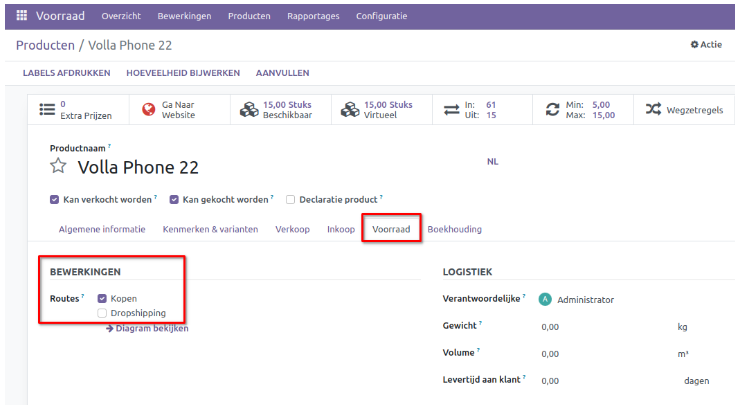 Voorraad Overzicht Bewerkingen Producten Rapportages Configuratie
Producten / Volla Phone 22 Actie
LABELS AFDRUKKEN HOEVEELHEID BIJWERKEN AANVULLEN
0 Ga Naar 15,00 Stuks 15,00 Stuks In: 61 Min: 5,00
Extra Prijzen Website Beschikbaar Virtueel Uit: 15 Max: 15,00 Wegzetregels
Productnaam ?
Volla Phone 22 NL
Kan verkocht worden ? Kan gekocht worden ? Declaratie product ?
Algemene informatie Kenmerken & varianten Verkoop Inkoop Voorraad Boekhouding
BEWERKINGEN LOGISTIEK
Routes ? Kopen Verantwoordelijke ? A Administrator
Dropshipping
Diagram bekijken
Gewicht ? 0,00 kg
Volume ? 0,00 m³
Levertijd aan klant ? 0,00 dagen